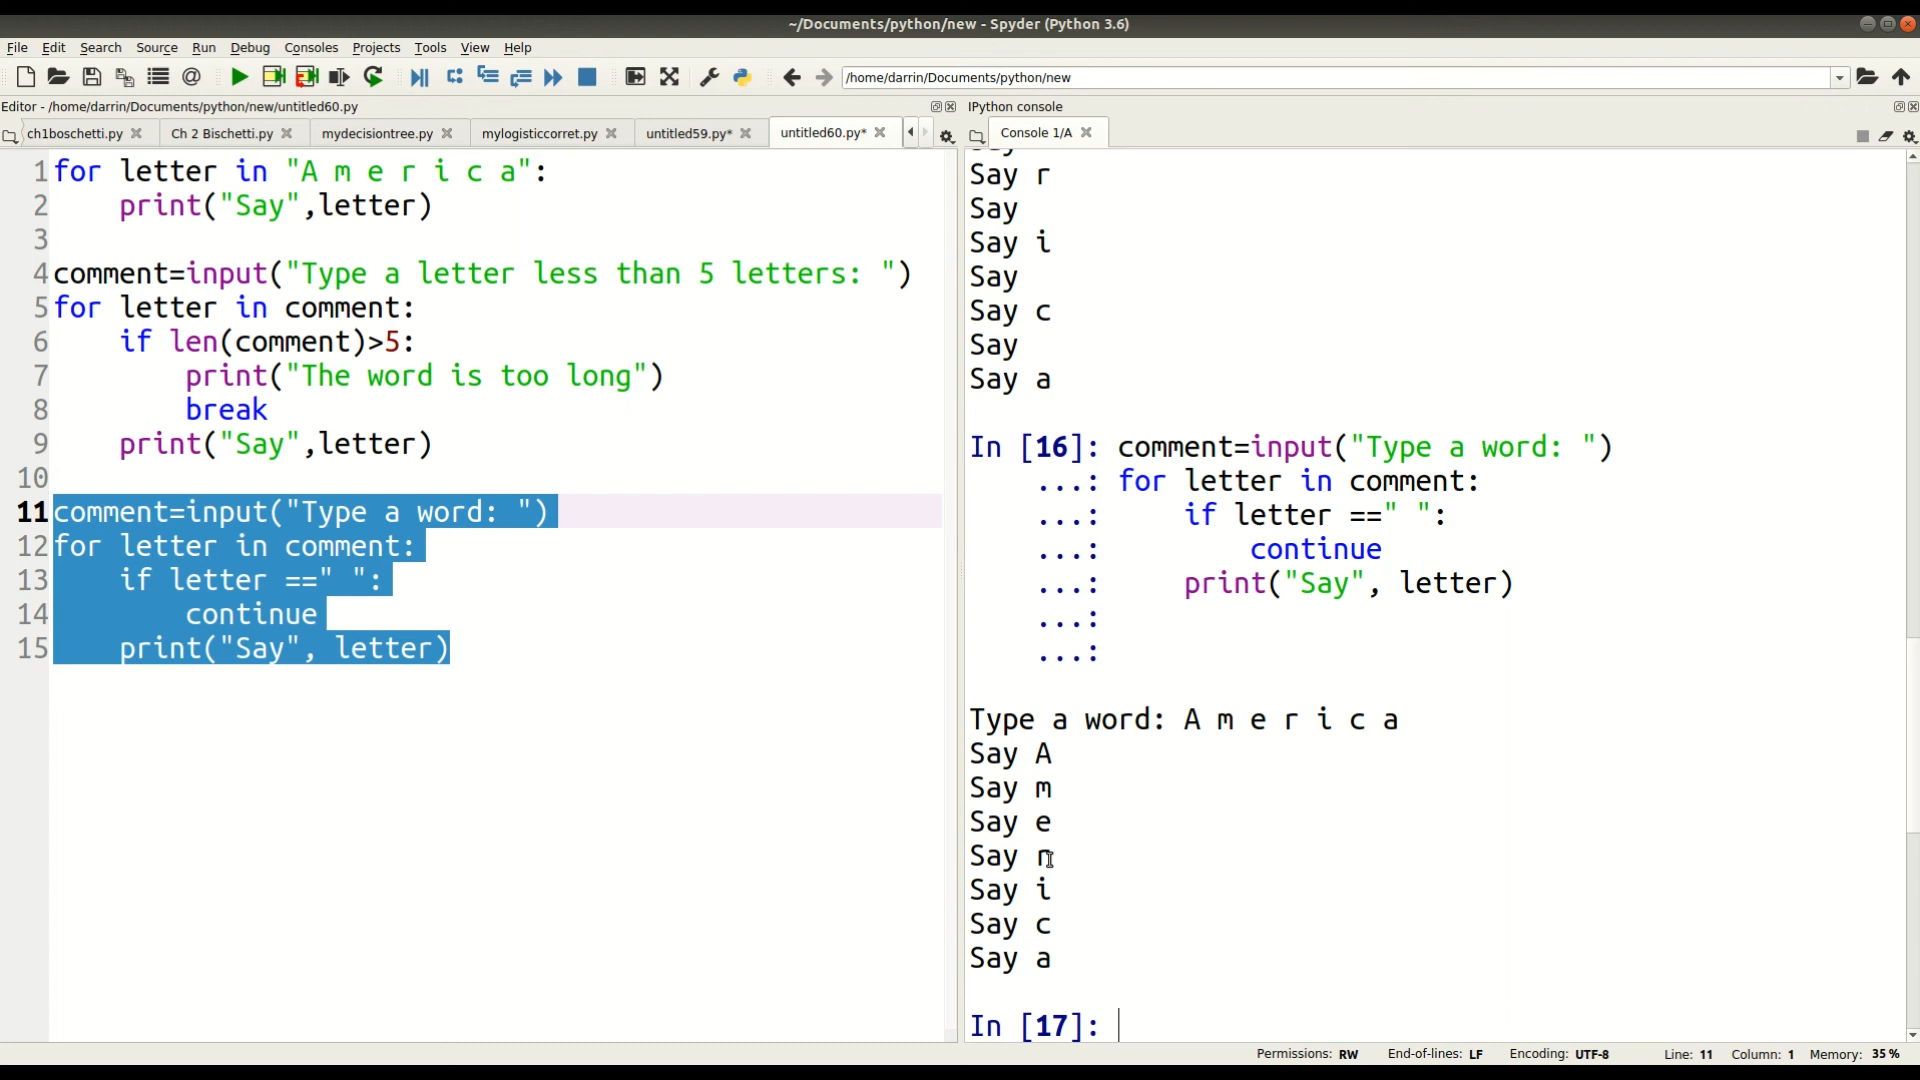 ~/Documents/python/new - Spyder (Python 3.6)
File Edit Search Source Run Debug Consoles Projects Tools View Help
/home/darrin/Documents/python/new
Editor - /home/darrin/Documents/python/new/untitled60.py
ch1boschetti.py Ch 2 Bischetti.py mydecisiontree.py mylogisticcorret.py untitled59.py* untitled60.py*
1 for letter in "A m e r i c a":
2     print("Say",letter)
3
4 comment=input("Type a letter less than 5 letters: ")
5 for letter in comment:
6     if len(comment)>5:
7         print("The word is too long")
8         break
9     print("Say",letter)
10
11 comment=input("Type a word: ")
12 for letter in comment:
13     if letter ==" ":
14         continue
15     print("Say", letter)
IPython console
Console 1/A
Say r
Say
Say i
Say
Say c
Say
Say a
In [16]: comment=input("Type a word: ")
    ...: for letter in comment:
    ...:     if letter ==" ":
    ...:         continue
    ...:     print("Say", letter)
    ...:
    ...:
Type a word: A m e r i c a
Say A
Say m
Say e
Say r
Say i
Say c
Say a
In [17]:
Permissions: RW End-of-lines: LF Encoding: UTF-8 Line: 11 Column: 1 Memory: 35 %